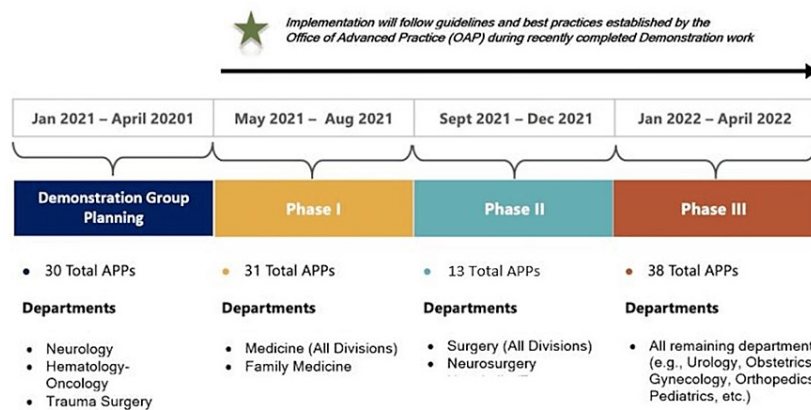 Implementation will follow guidelines and best practices established by the
Office of Advanced Practice (OAP) during recently completed Demonstration work
Jan 2021 – April 20201
May 2021 – Aug 2021
Sept 2021 – Dec 2021
Jan 2022 – April 2022
Demonstration Group
Planning
Phase I
Phase II
Phase III
• 30 Total APPs
• 31 Total APPs
• 13 Total APPs
• 38 Total APPs
Departments
• Neurology
• Hematology-
Oncology
• Trauma Surgery
Departments
• Medicine (All Divisions)
• Family Medicine
Departments
• Surgery (All Divisions)
• Neurosurgery
Departments
• All remaining department
(e.g., Urology, Obstetrics
Gynecology, Orthopedics
Pediatrics, etc.)